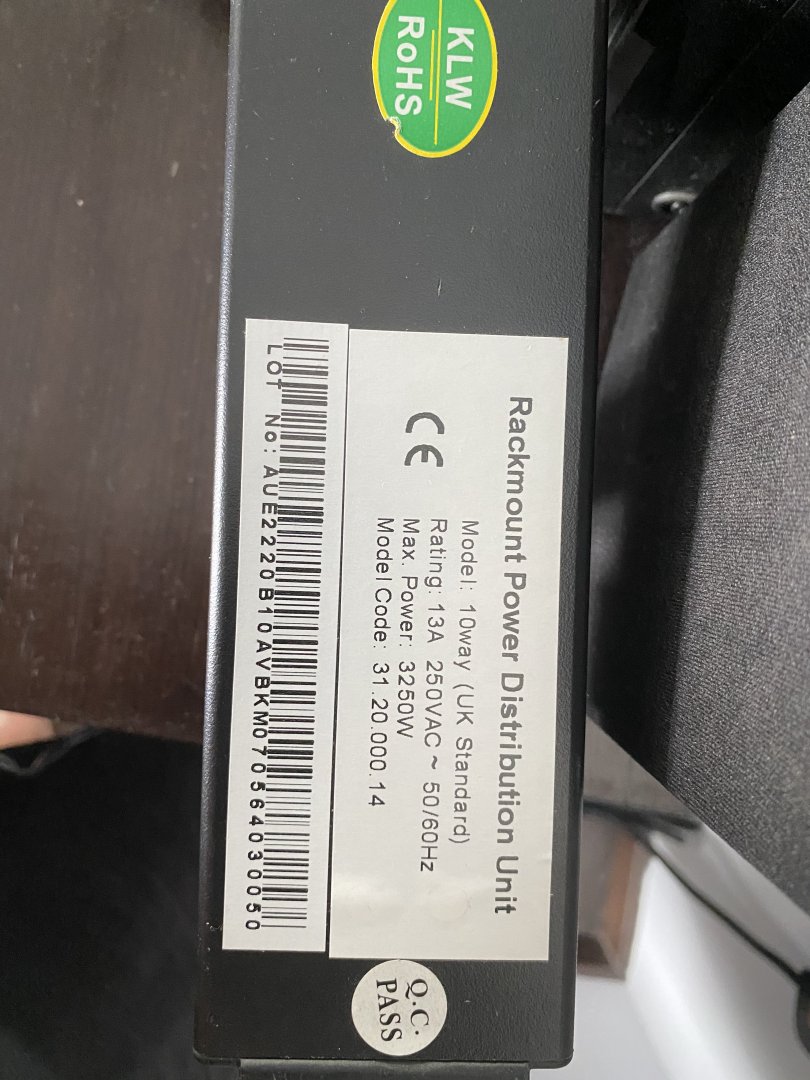 KLW
RoHS
Rackmount Power Distribution Unit
CE
Model: 10way (UK Standard)
Rating: 13A 250VAC ~ 50/60Hz
Max. Power: 3250W
Model Code: 31.20.000.14
LOT No: AUE2220B10AVBKM070564030050
Q.C.
PASS